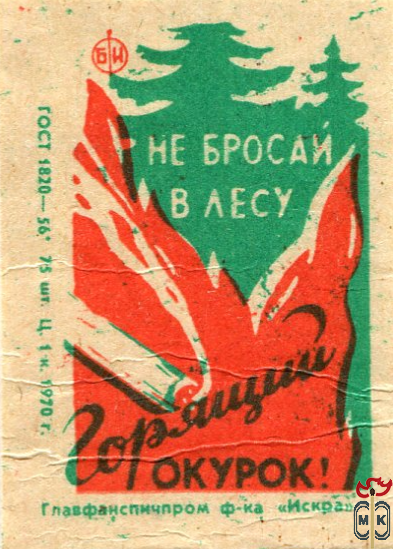 БИ
НЕ БРОСАЙ
В ЛЕСУ
Горящий
ОКУРОК!
ГОСТ 1820—56' 75 шт. Ц. 1 к. 1970 г.
Главфанспичпром ф-ка «Искра»
МК